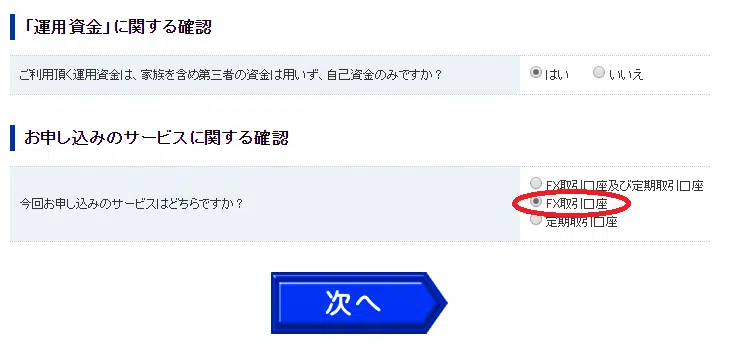 「運用資金」に関する確認
ご利用頂く運用資金は、家族を含め第三者の資金は用いず、自己資金のみですか？
はい いいえ
お申し込みのサービスに関する確認
FX取引口座及び定期取引口座
今回お申し込みのサービスはどちらですか？
FX取引口座
定期取引口座
次へ